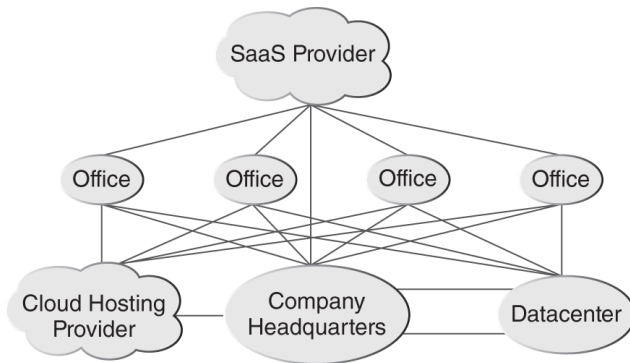 SaaS Provider
Office
Office
Office
Office
Cloud Hosting
Provider
Company
Headquarters
Datacenter